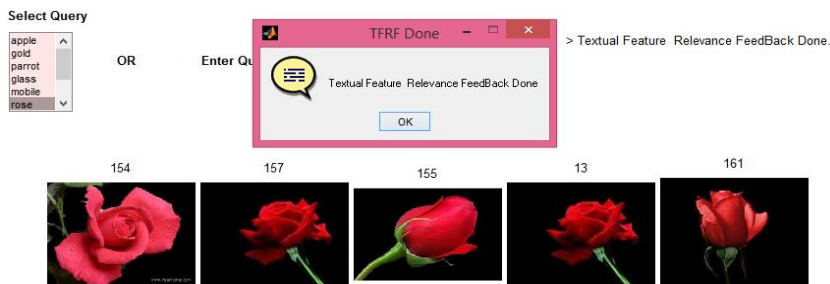 Select Query
apple
gold
parrot
glass
mobile
rose
OR
Enter Qu
TFRF Done
Textual Feature Relevance FeedBack Done
OK
> Textual Feature Relevance FeedBack Done.
154
157
155
13
161